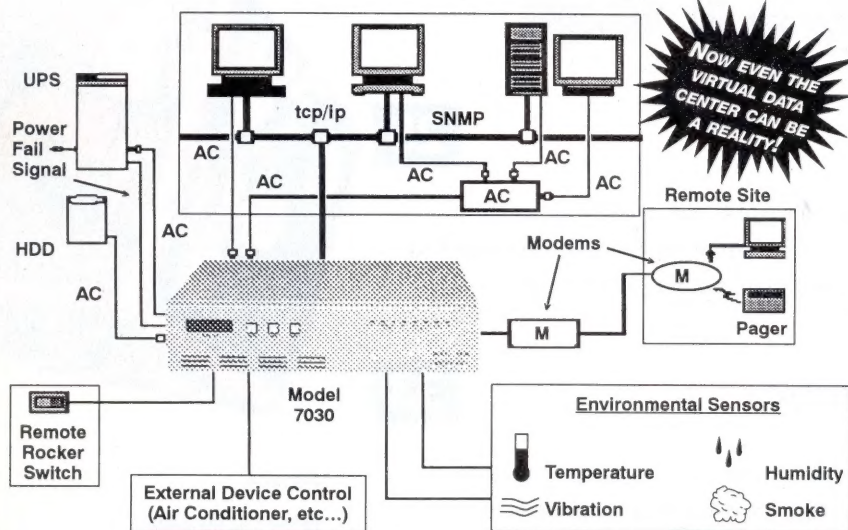 UPS
Power
Fail
Signal
HDD
AC
AC
AC
AC
tcp/ip
AC
SNMP
AC
AC
AC
AC
NOW EVEN THE
VIRTUAL DATA
CENTER CAN BE
A REALITY!
Remote Site
Modems
M
M
Pager
Model
7030
Remote
Rocker
Switch
External Device Control
(Air Conditioner, etc...)
Environmental Sensors
Temperature
Humidity
Vibration
Smoke